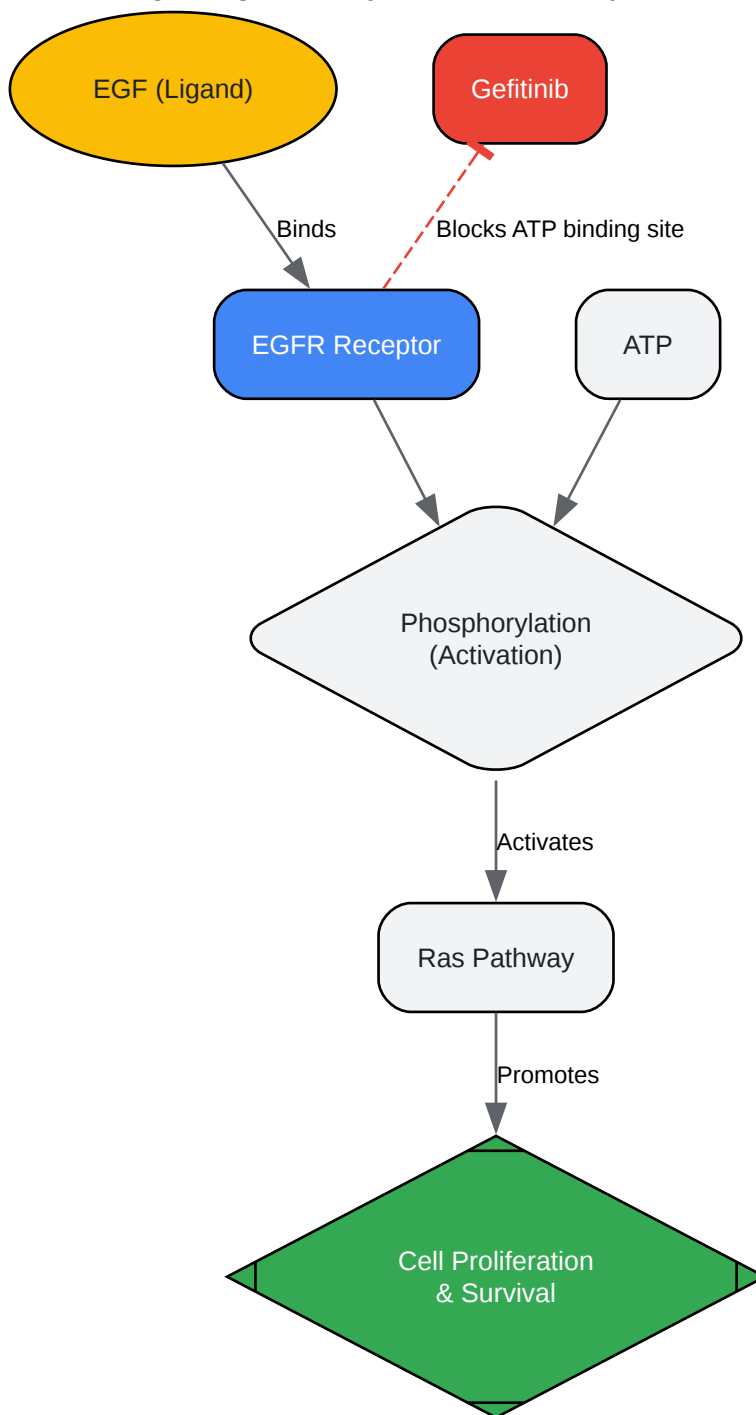 EGF (Ligand)
Gefitinib
Binds
Blocks ATP binding site
EGFR Receptor
ATP
Phosphorylation
(Activation)
Activates
Ras Pathway
Promotes
Cell Proliferation
& Survival